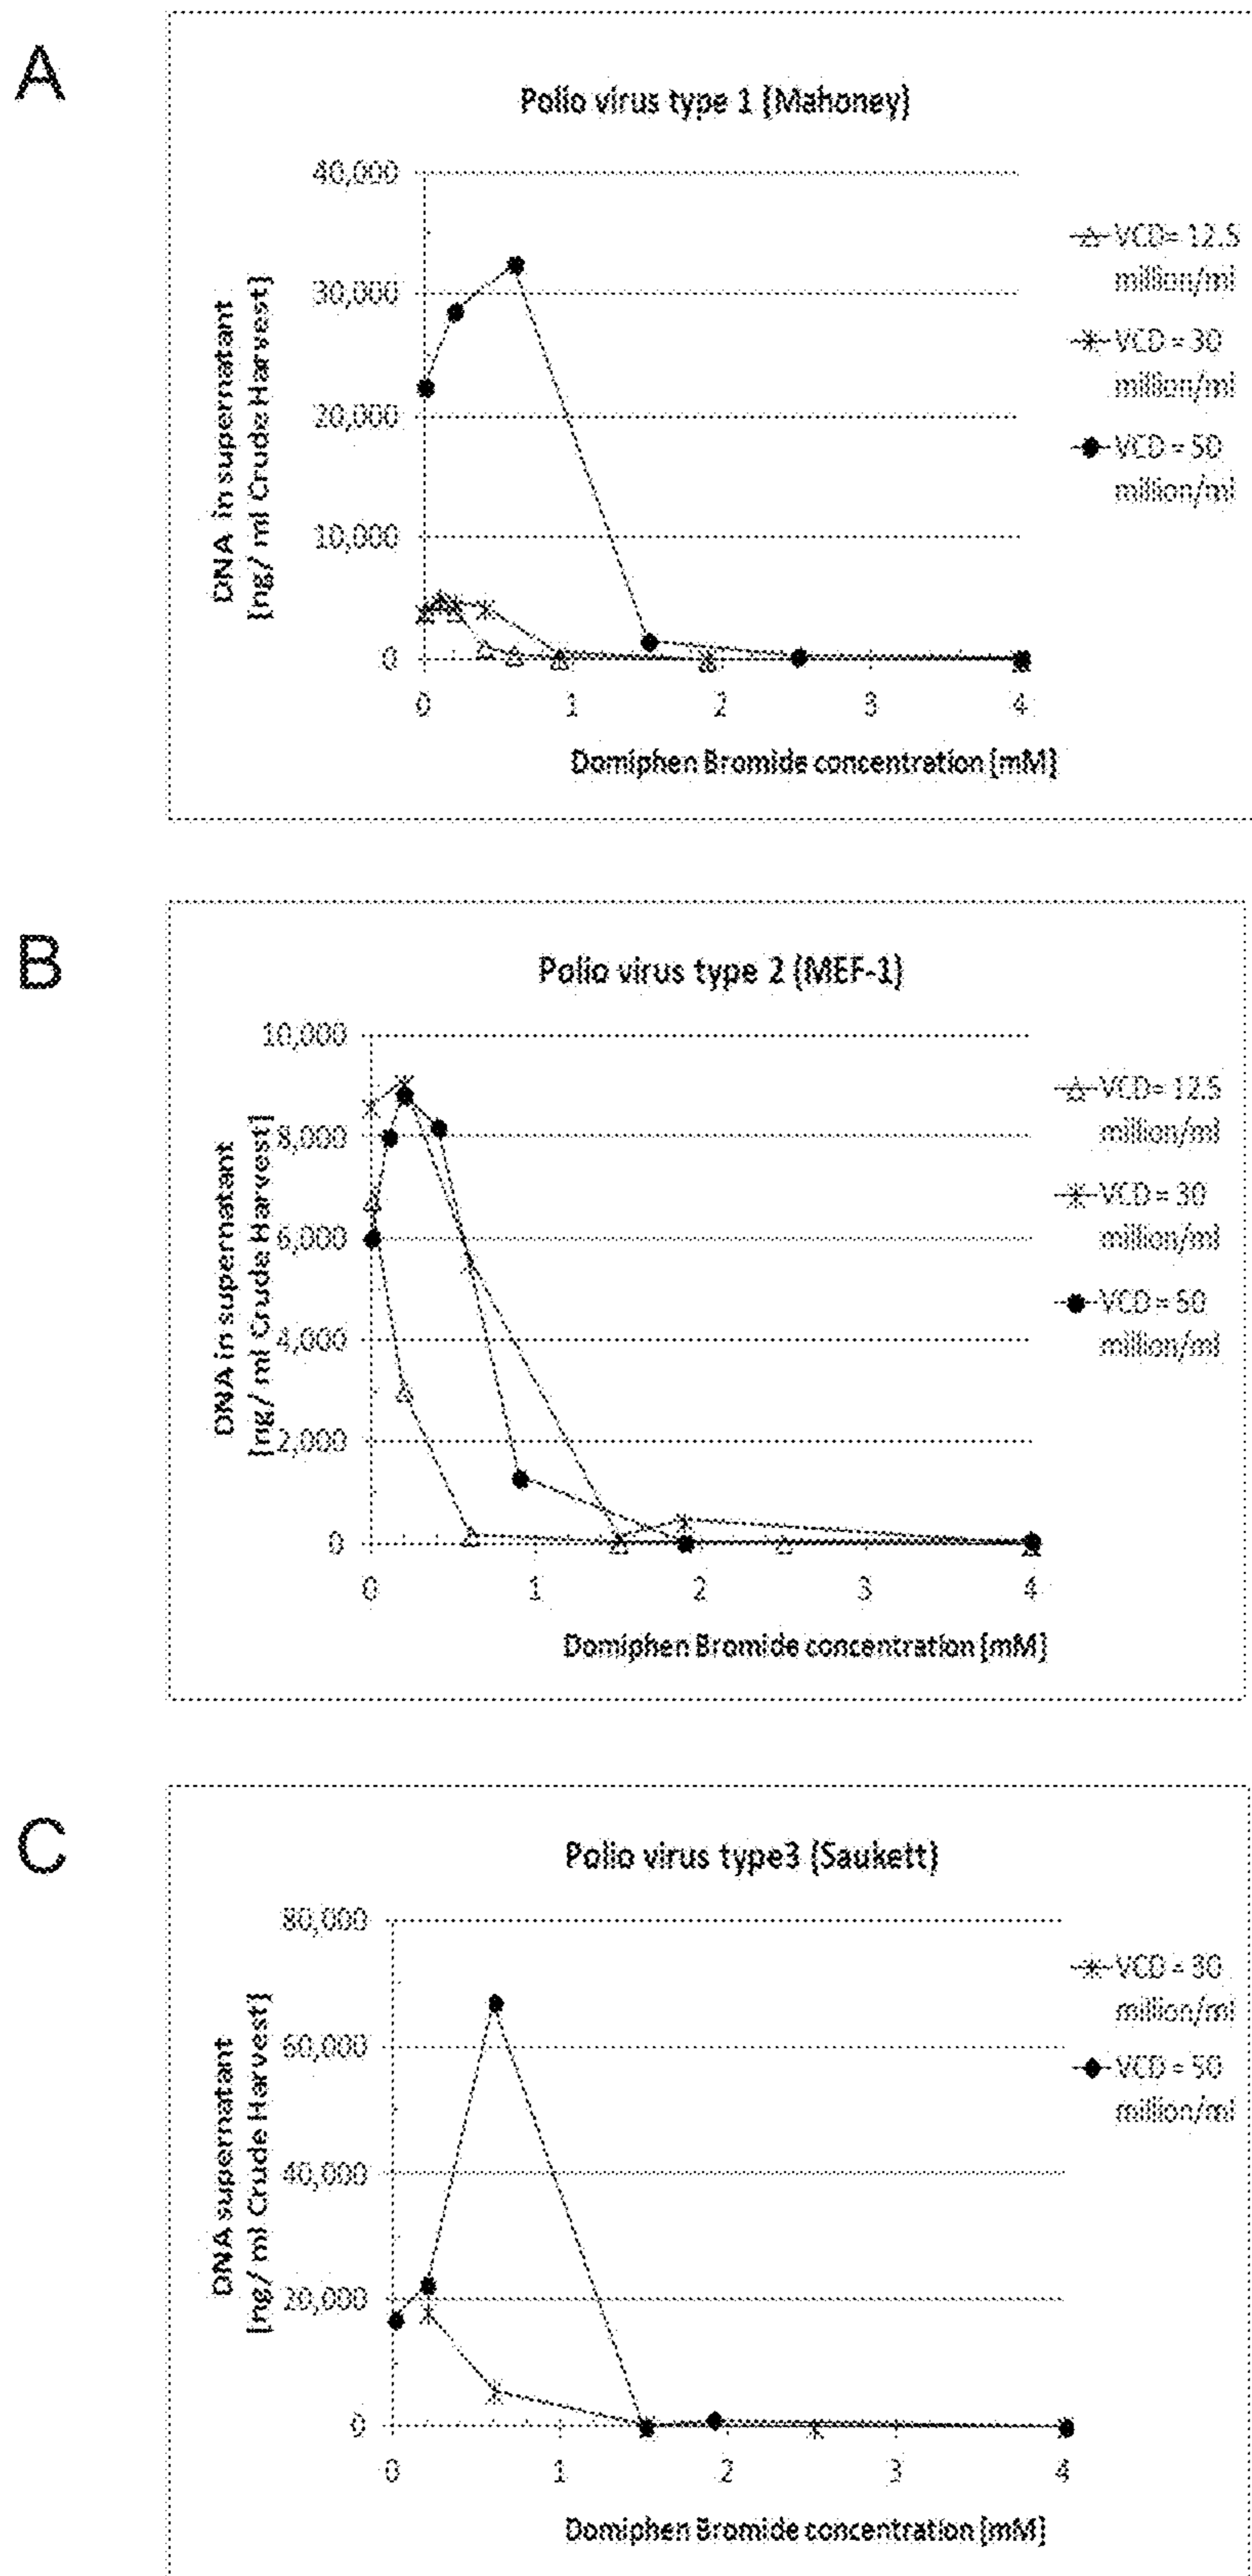 A
Polio virus type 1 (Mahoney)
40,000
30,000
20,000
10,000
0
DNA in supernatant
[ng/ ml Crude Harvest]
0 1 2 3 4
Domiphen Bromide concentration [mM]
VCD= 12.5
million/ml
VCD = 30
million/ml
VCD = 50
million/ml
B
Polio virus type 2 (MEF-1)
10,000
8,000
6,000
4,000
2,000
0
DNA in supernatant
[ng/ ml Crude Harvest]
0 1 2 3 4
Domiphen Bromide concentration [mM]
VCD= 12.5
million/ml
VCD = 30
million/ml
VCD = 50
million/ml
C
Polio virus type3 (Saukett)
80,000
60,000
40,000
20,000
0
DNA supernatant
[ng/ ml Crude Harvest]
0 1 2 3 4
Domiphen Bromide concentration [mM]
VCD = 30
million/ml
VCD = 50
million/ml